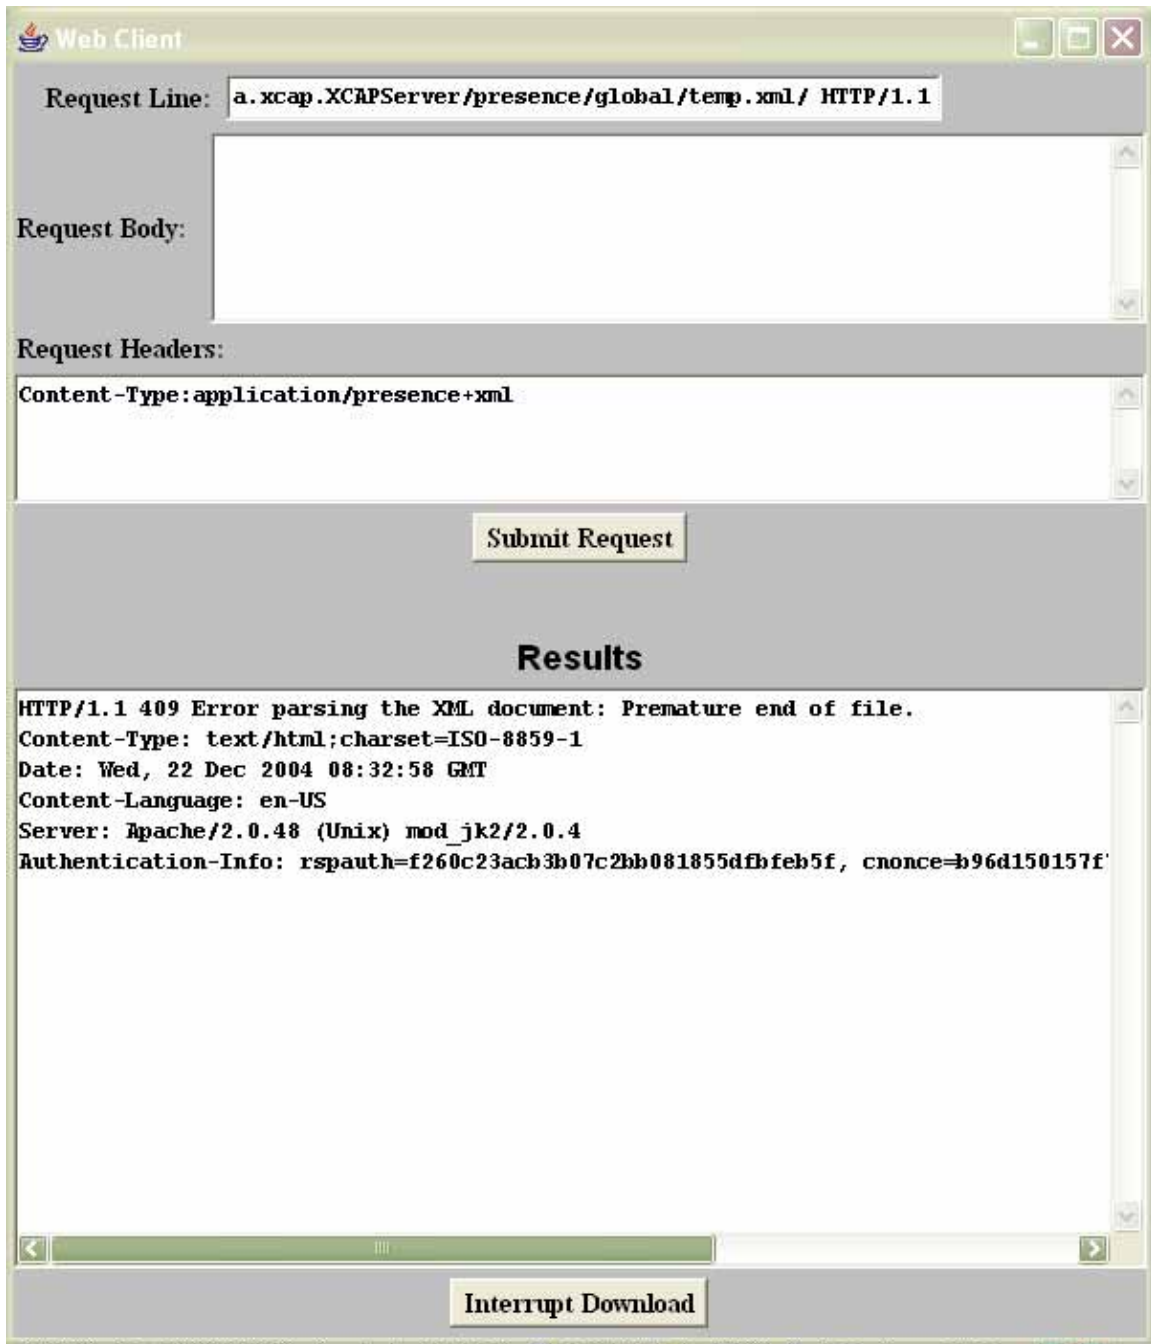 Web Client
Request Line: a.xcap.XCAPServer/presence/global/temp.xml/ HTTP/1.1
Request Body:
Request Headers:
Content-Type:application/presence+xml
Submit Request
Results
HTTP/1.1 409 Error parsing the XML document: Premature end of file.
Content-Type: text/html;charset=ISO-8859-1
Date: Wed, 22 Dec 2004 08:32:58 GMT
Content-Language: en-US
Server: Apache/2.0.48 (Unix) mod_jk2/2.0.4
Authentication-Info: rspauth=f260c23acb3b07c2bb081855dfbfeb5f, cnonce=b96d150157f
Interrupt Download